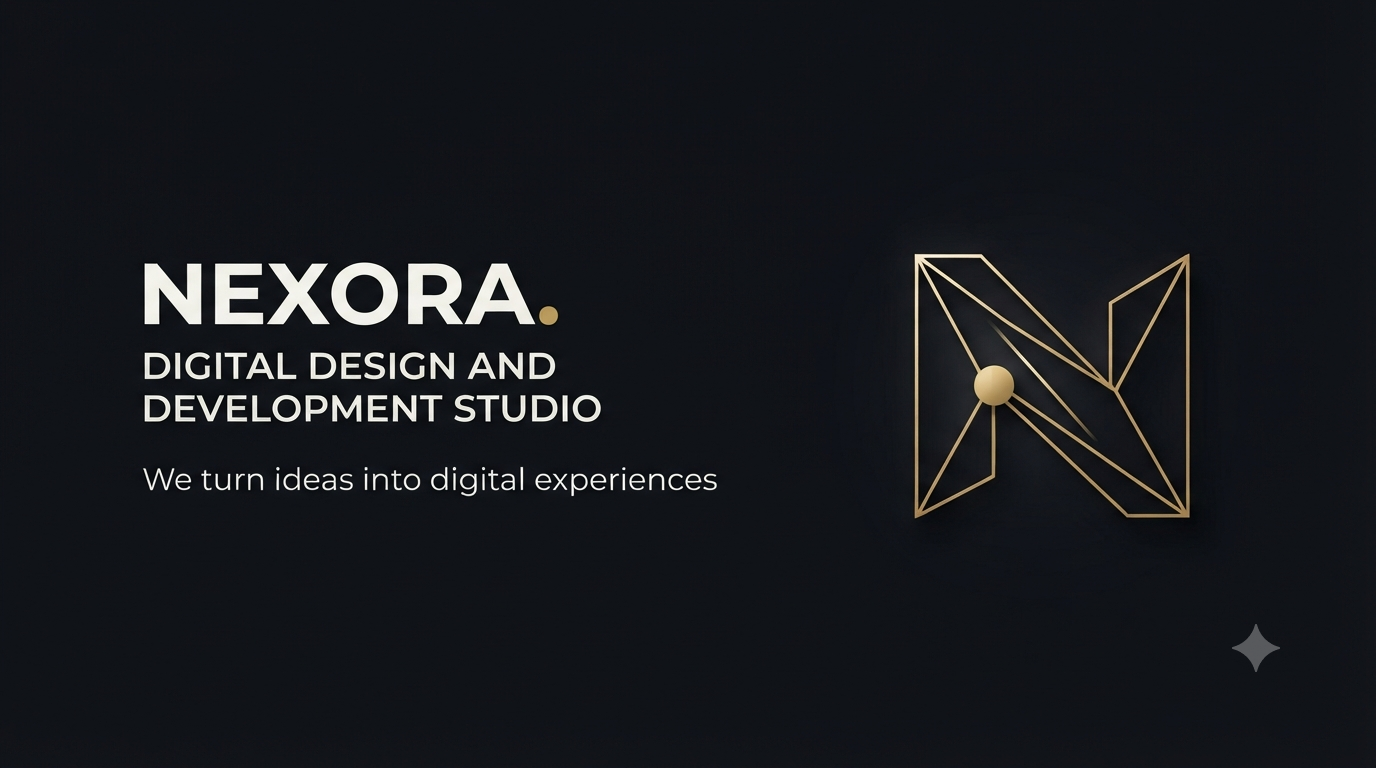 NEXORA.
DIGITAL DESIGN AND
DEVELOPMENT STUDIO
We turn ideas into digital experiences